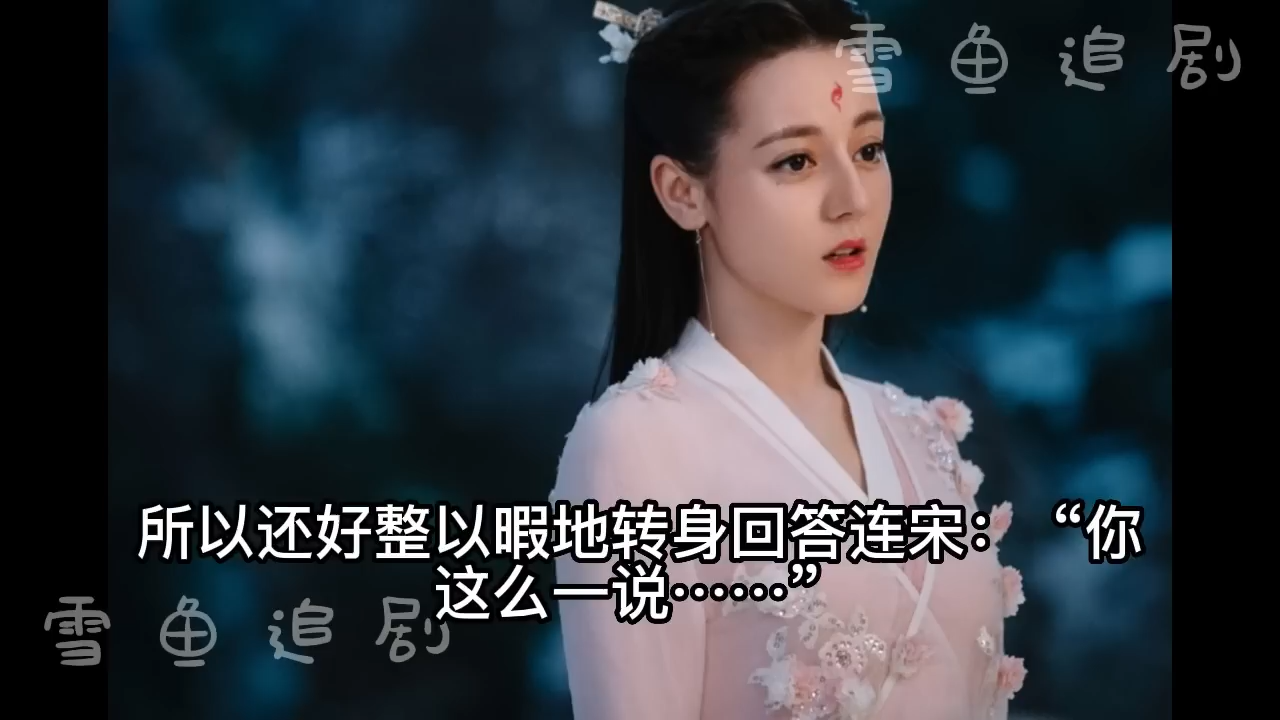 雪鱼追剧
所以还好整以暇地转身回答连宋：“你
这么一说……”
雪鱼追剧